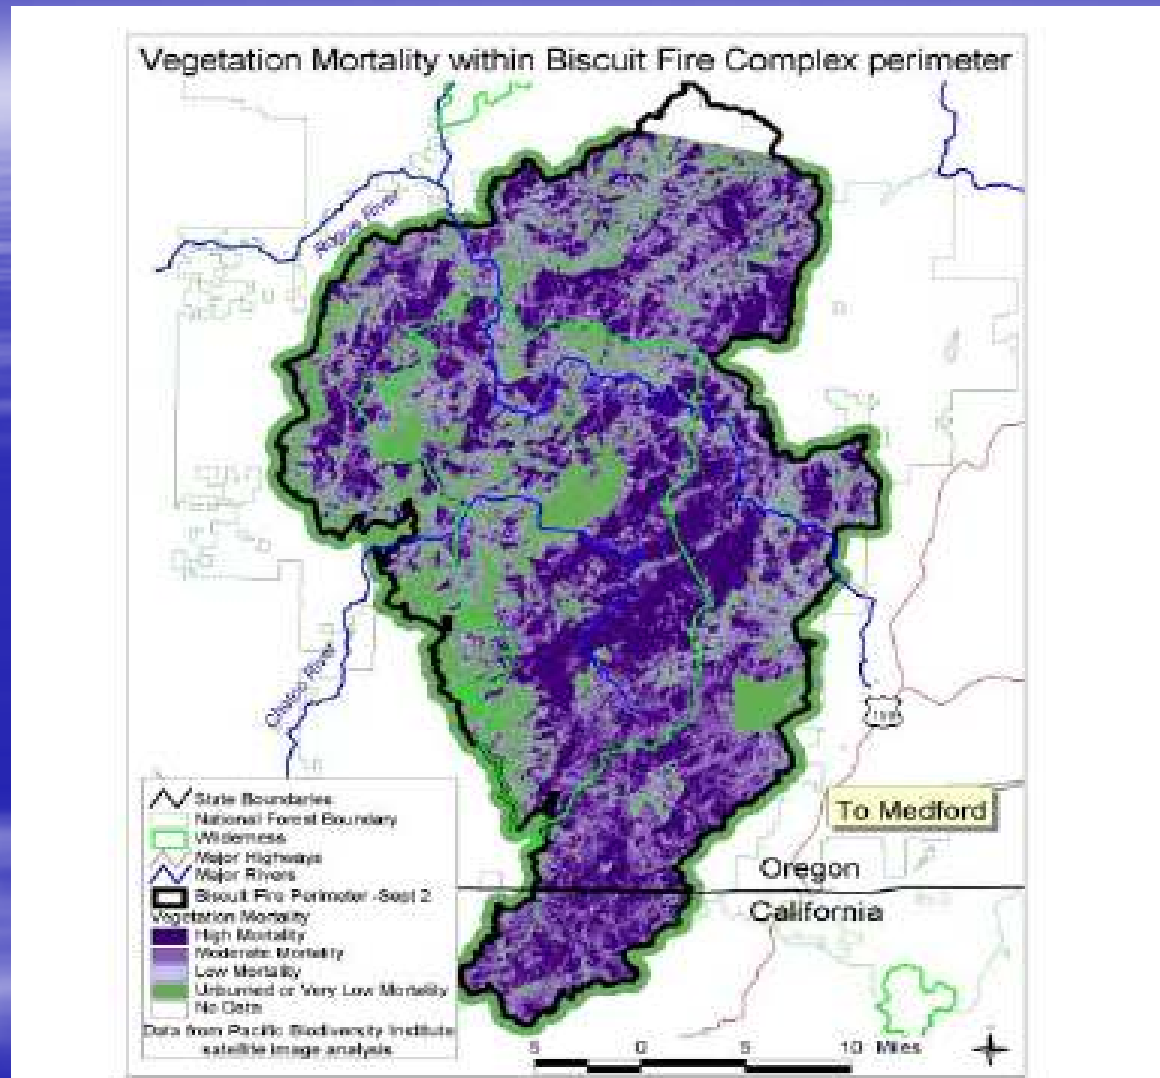 Vegetation Mortality within Biscuit Fire Complex perimeter
Rogue River
Chetco River
199
To Medford
Oregon
California
State Boundaries
National Forest Boundary
Wilderness
Major Highways
Major Rivers
Biscuit Fire Perimeter -Sept 2
Vegetation Mortality
High Mortality
Moderate Mortality
Low Mortality
Unburned or Very Low Mortality
No Data
Data from Pacific Biodiversity Institute
satellite image analysis
5 0 5 10 Miles